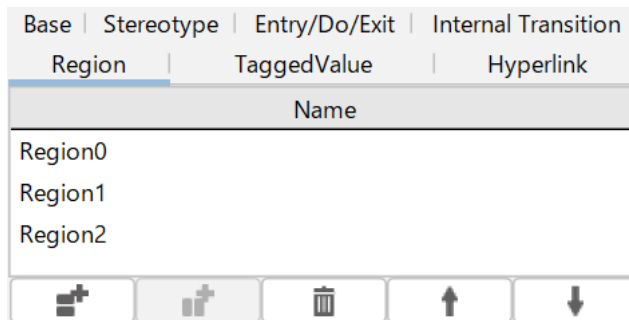 Base Stereotype Entry/Do/Exit Internal Transition
Region TaggedValue Hyperlink
Name
Region0
Region1
Region2